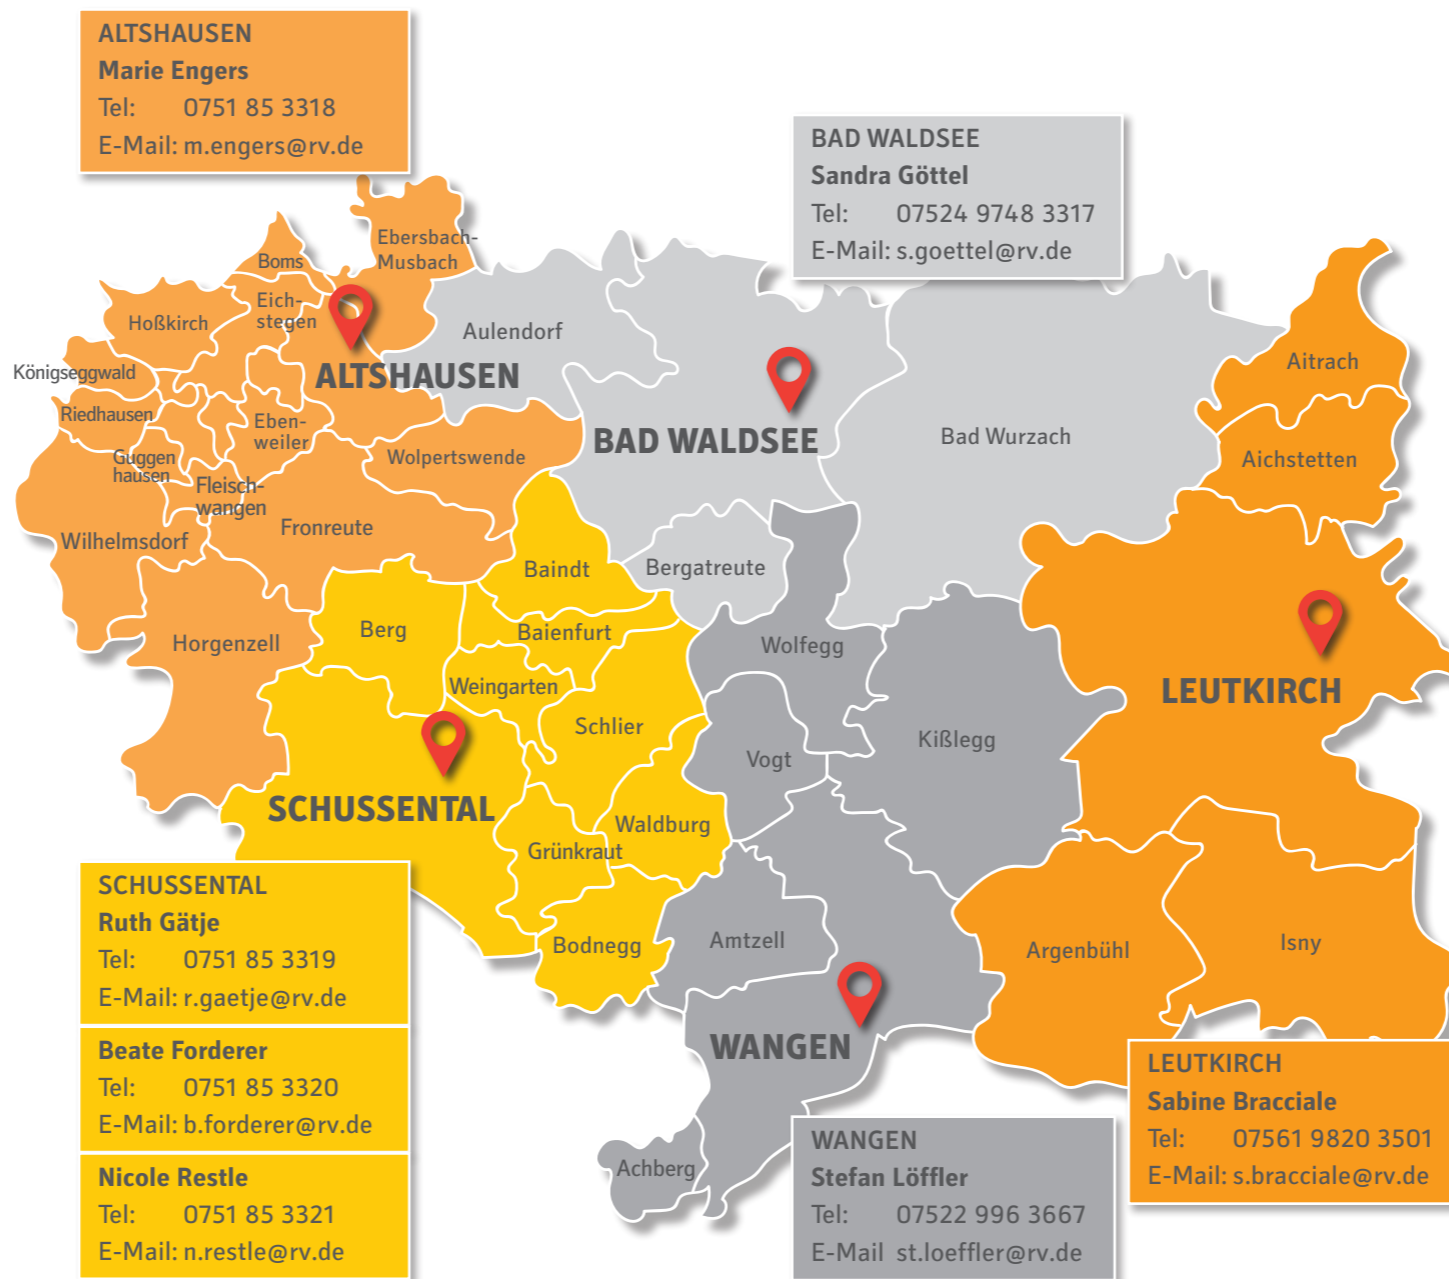 ALTSHAUSEN
Marie Engers
Tel: 0751 85 3318
E-Mail: m.engers@rv.de
BAD WALDSEE
Sandra Göttel
Tel: 07524 9748 3317
E-Mail: s.goettel@rv.de
Ebersbach-
Musbach
Boms
Eich-
stegen
Hoßkirch
Aulendorf
Königseggwald
ALTSHAUSEN
Aitrach
Riedhausen
Eben-
weiler
BAD WALDSEE
Bad Wurzach
Guggen
hausen
Wolpertswende
Aichstetten
Fleisch-
wangen
Fronreute
Wilhelmsdorf
Baindt
Bergatreute
Horgenzell
Berg
Baienfurt
Wolfegg
Weingarten
LEUTKIRCH
Schlier
Kißlegg
Vogt
SCHUSSENTAL
Waldburg
Grünkraut
Bodnegg
Amtzell
Argenbühl
Isny
WANGEN
Achberg
SCHUSSENTAL
Ruth Gätje
Tel: 0751 85 3319
E-Mail: r.gaetje@rv.de
Beate Forderer
Tel: 0751 85 3320
E-Mail: b.forderer@rv.de
Nicole Restle
Tel: 0751 85 3321
E-Mail: n.restle@rv.de
WANGEN
Stefan Löffler
Tel: 07522 996 3667
E-Mail st.loeffler@rv.de
LEUTKIRCH
Sabine Bracciale
Tel: 07561 9820 3501
E-Mail: s.bracciale@rv.de